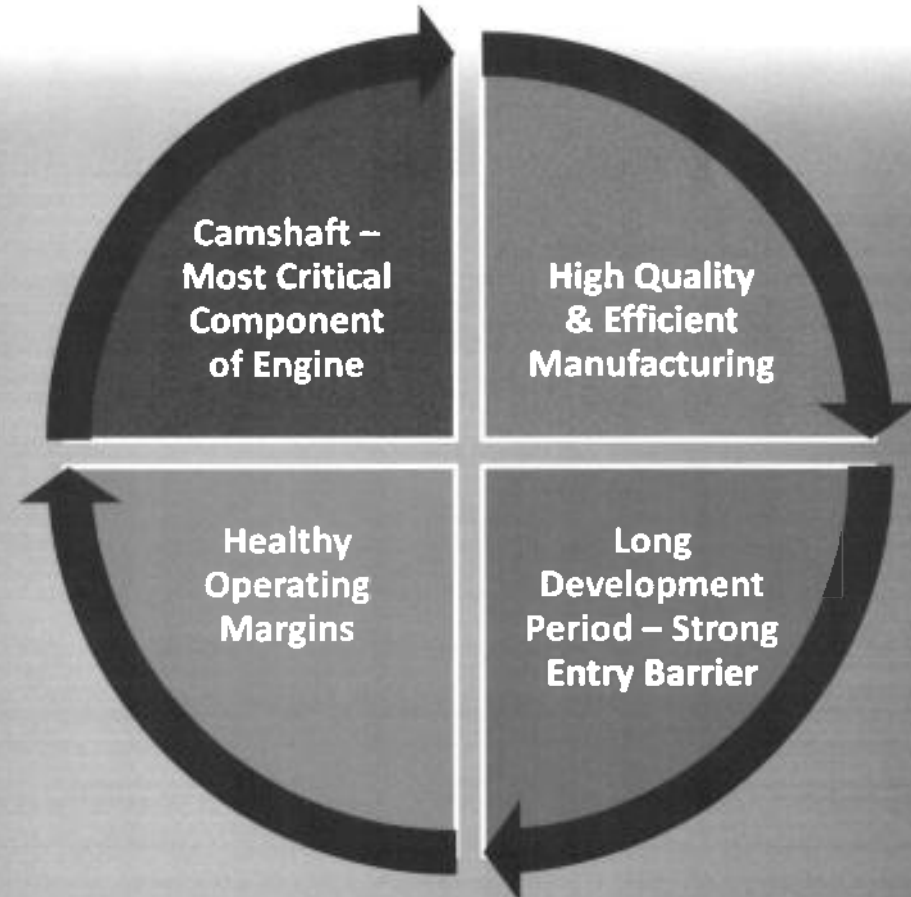 Camshaft –
Most Critical
Component
of Engine
High Quality
& Efficient
Manufacturing
Healthy
Operating
Margins
Long
Development
Period – Strong
Entry Barrier